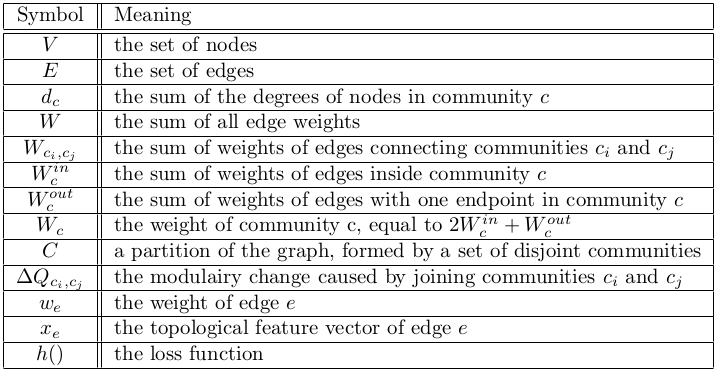 Symbol Meaning
V the set of nodes
E the set of edges
d_c the sum of the degrees of nodes in community c
W the sum of all edge weights
W_{c_i,c_j} the sum of weights of edges connecting communities c_i and c_j
W_c^{in} the sum of weights of edges inside community c
W_c^{out} the sum of weights of edges with one endpoint in community c
W_c the weight of community c, equal to 2W_c^{in} + W_c^{out}
C a partition of the graph, formed by a set of disjoint communities
ΔQ_{c_i,c_j} the modulairy change caused by joining communities c_i and c_j
w_e the weight of edge e
x_e the topological feature vector of edge e
h() the loss function